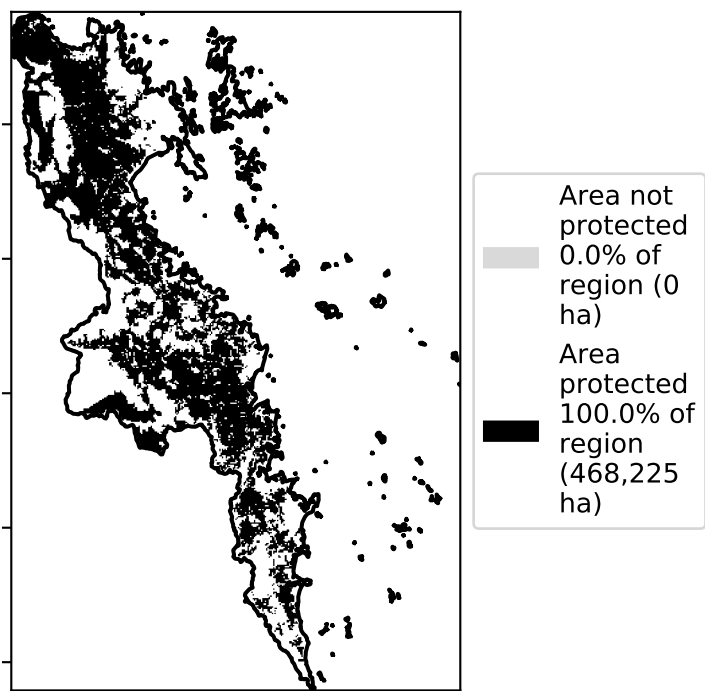 Area not
protected
0.0% of
region (0
ha)
Area
protected
100.0% of
region
(468,225
ha)